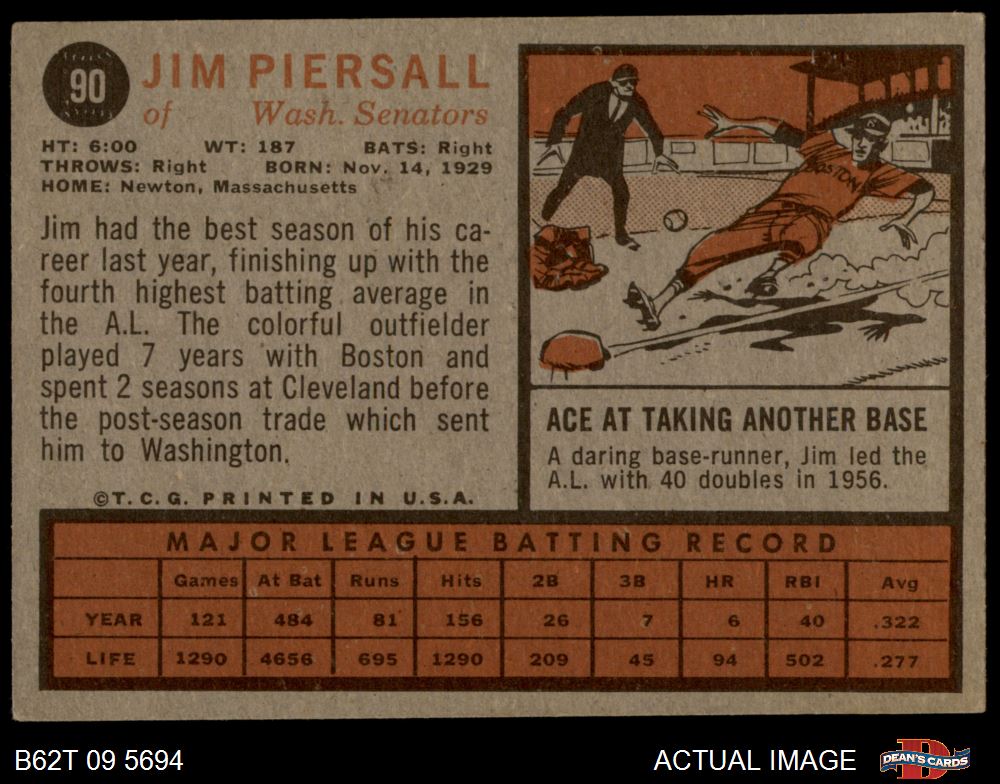 90
JIM PIERSALL
of Wash. Senators
HT: 6:00 WT: 187 BATS: Right
THROWS: Right BORN: Nov. 14, 1929
HOME: Newton, Massachusetts
Jim had the best season of his ca-
reer last year, finishing up with the
fourth highest batting average in
the A.L. The colorful outfielder
played 7 years with Boston and
spent 2 seasons at Cleveland before
the post-season trade which sent
him to Washington.
©T.C.G. PRINTED IN U.S.A.
BOSTON
ACE AT TAKING ANOTHER BASE
A daring base-runner, Jim led the
A.L. with 40 doubles in 1956.
MAJOR LEAGUE BATTING RECORD
Games At Bat Runs Hits 2B 3B HR RBI Avg
YEAR 121 484 81 156 26 7 6 40 .322
LIFE 1290 4656 695 1290 209 45 94 502 .277
B62T 09 5694 ACTUAL IMAGE
DEAN'S CARDS